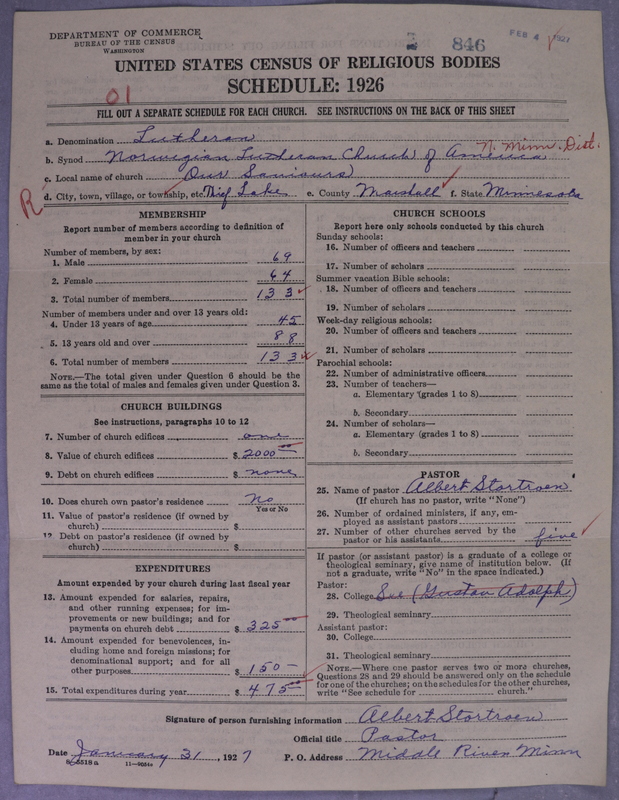 DEPARTMENT OF COMMERCE
BUREAU OF THE CENSUS
WASHINGTON
846
FEB 4 1927
UNITED STATES CENSUS OF RELIGIOUS BODIES
SCHEDULE: 1926
01
FILL OUT A SEPARATE SCHEDULE FOR EACH CHURCH. SEE INSTRUCTIONS ON THE BACK OF THIS SHEET
a. Denomination Lutheran
N. Minn. Dist.
b. Synod Norwegian Lutheran Church of America
c. Local name of church Our Saviours
R
d. City, town, village, or township, etc. Thief Lake e. County Marshall f. State Minnesota
MEMBERSHIP
Report number of members according to definition of
member in your church
Number of members, by sex:
1. Male 69
2. Female 64
3. Total number of members 133
Number of members under and over 13 years old:
4. Under 13 years of age 45
5. 13 years old and over 88
6. Total number of members 133
NOTE.—The total given under Question 6 should be
same as the total of males and females given under Question 3.
CHURCH BUILDINGS
See instructions, paragraphs 10 to 12
7. Number of church edifices one
8. Value of church edifices $ 2000
9. Debt on church edifices $ none
10. Does church own pastor's residence No
Yes or No
11. Value of pastor's residence (if owned by
church) $
12. Debt on pastor's residence (if owned by
church) $
EXPENDITURES
Amount expended by your church during last fiscal year
13. Amount expended for salaries, repairs,
and other running expenses; for im-
provements or new buildings; and for
payments on church debt $ 325
14. Amount expended for benevolences, in-
cluding home and foreign missions; for
denominational support; and for all
other purposes $ 150
15. Total expenditures during year $ 475
CHURCH SCHOOLS
Report here only schools conducted by this church
Sunday schools:
16. Number of officers and teachers
17. Number of scholars
Summer vacation Bible schools:
18. Number of officers and teachers
19. Number of scholars
Week-day religious schools:
20. Number of officers and teachers
21. Number of scholars
Parochial schools:
22. Number of administrative officers
23. Number of teachers—
a. Elementary (grades 1 to 8)
b. Secondary
24. Number of scholars—
a. Elementary (grades 1 to 8)
b. Secondary
PASTOR
25. Name of pastor Albert Stortroen
(If church has no pastor, write "None")
26. Number of ordained ministers, if any, em-
ployed as assistant pastors
27. Number of other churches served by the
pastor or his assistants five
If pastor (or assistant pastor) is a graduate of a college or
theological seminary, give name of institution below. (If
not a graduate, write "No" in the space indicated.)
Pastor:
28. College See (Gustav Adolph)
29. Theological seminary
Assistant pastor:
30. College
31. Theological seminary
NOTE.—Where one pastor serves two or more churches,
Questions 28 and 29 should be answered only on the schedule
for one of the churches; on the schedules for the other churches,
write "See schedule for church."
Signature of person furnishing information Albert Stortroen
Official title Pastor
Date January 31, 1927 P. O. Address Middle River Minn
11—9054